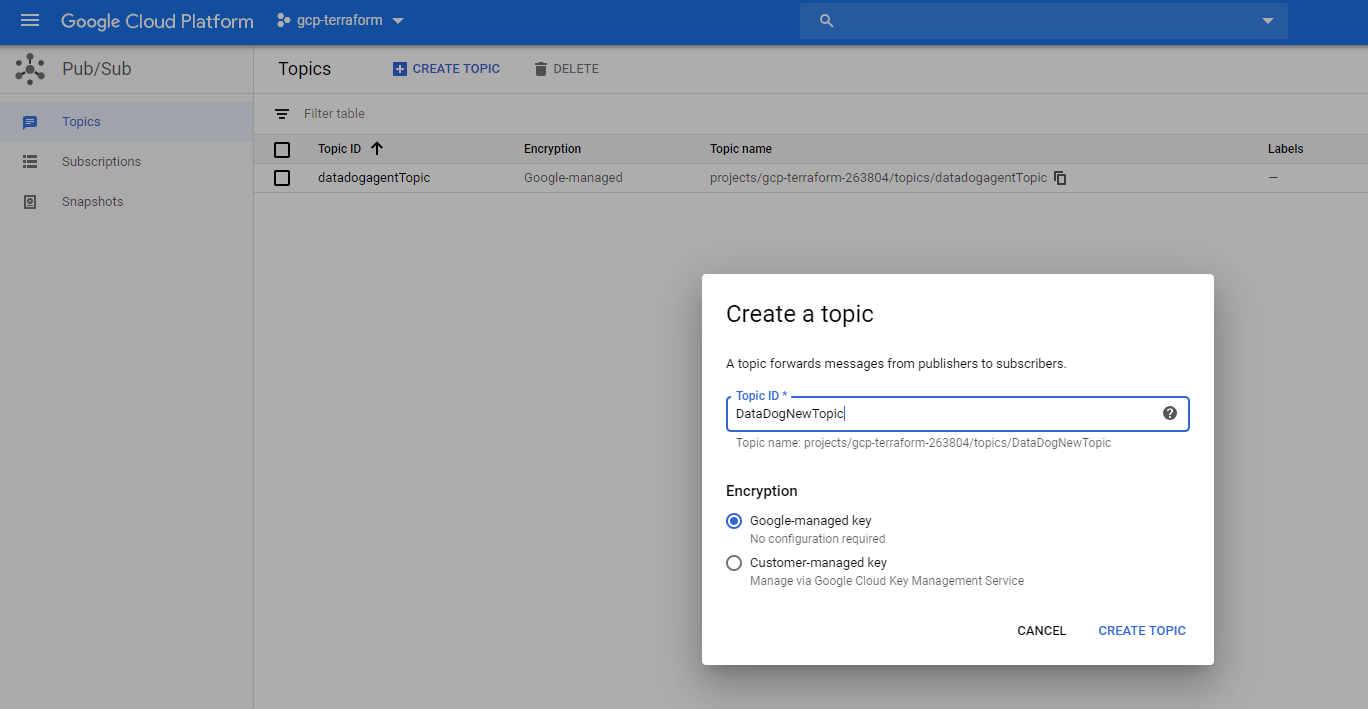 Google Cloud Platform gcp-terraform
Pub/Sub
Topics CREATE TOPIC DELETE
Topics
Subscriptions
Snapshots
Filter table
Topic ID Encryption Topic name Labels
datadogagentTopic Google-managed projects/gcp-terraform-263804/topics/datadogagentTopic —
Create a topic
A topic forwards messages from publishers to subscribers.
Topic ID *
DataDogNewTopic
Topic name: projects/gcp-terraform-263804/topics/DataDogNewTopic
Encryption
Google-managed key
No configuration required
Customer-managed key
Manage via Google Cloud Key Management Service
CANCEL CREATE TOPIC